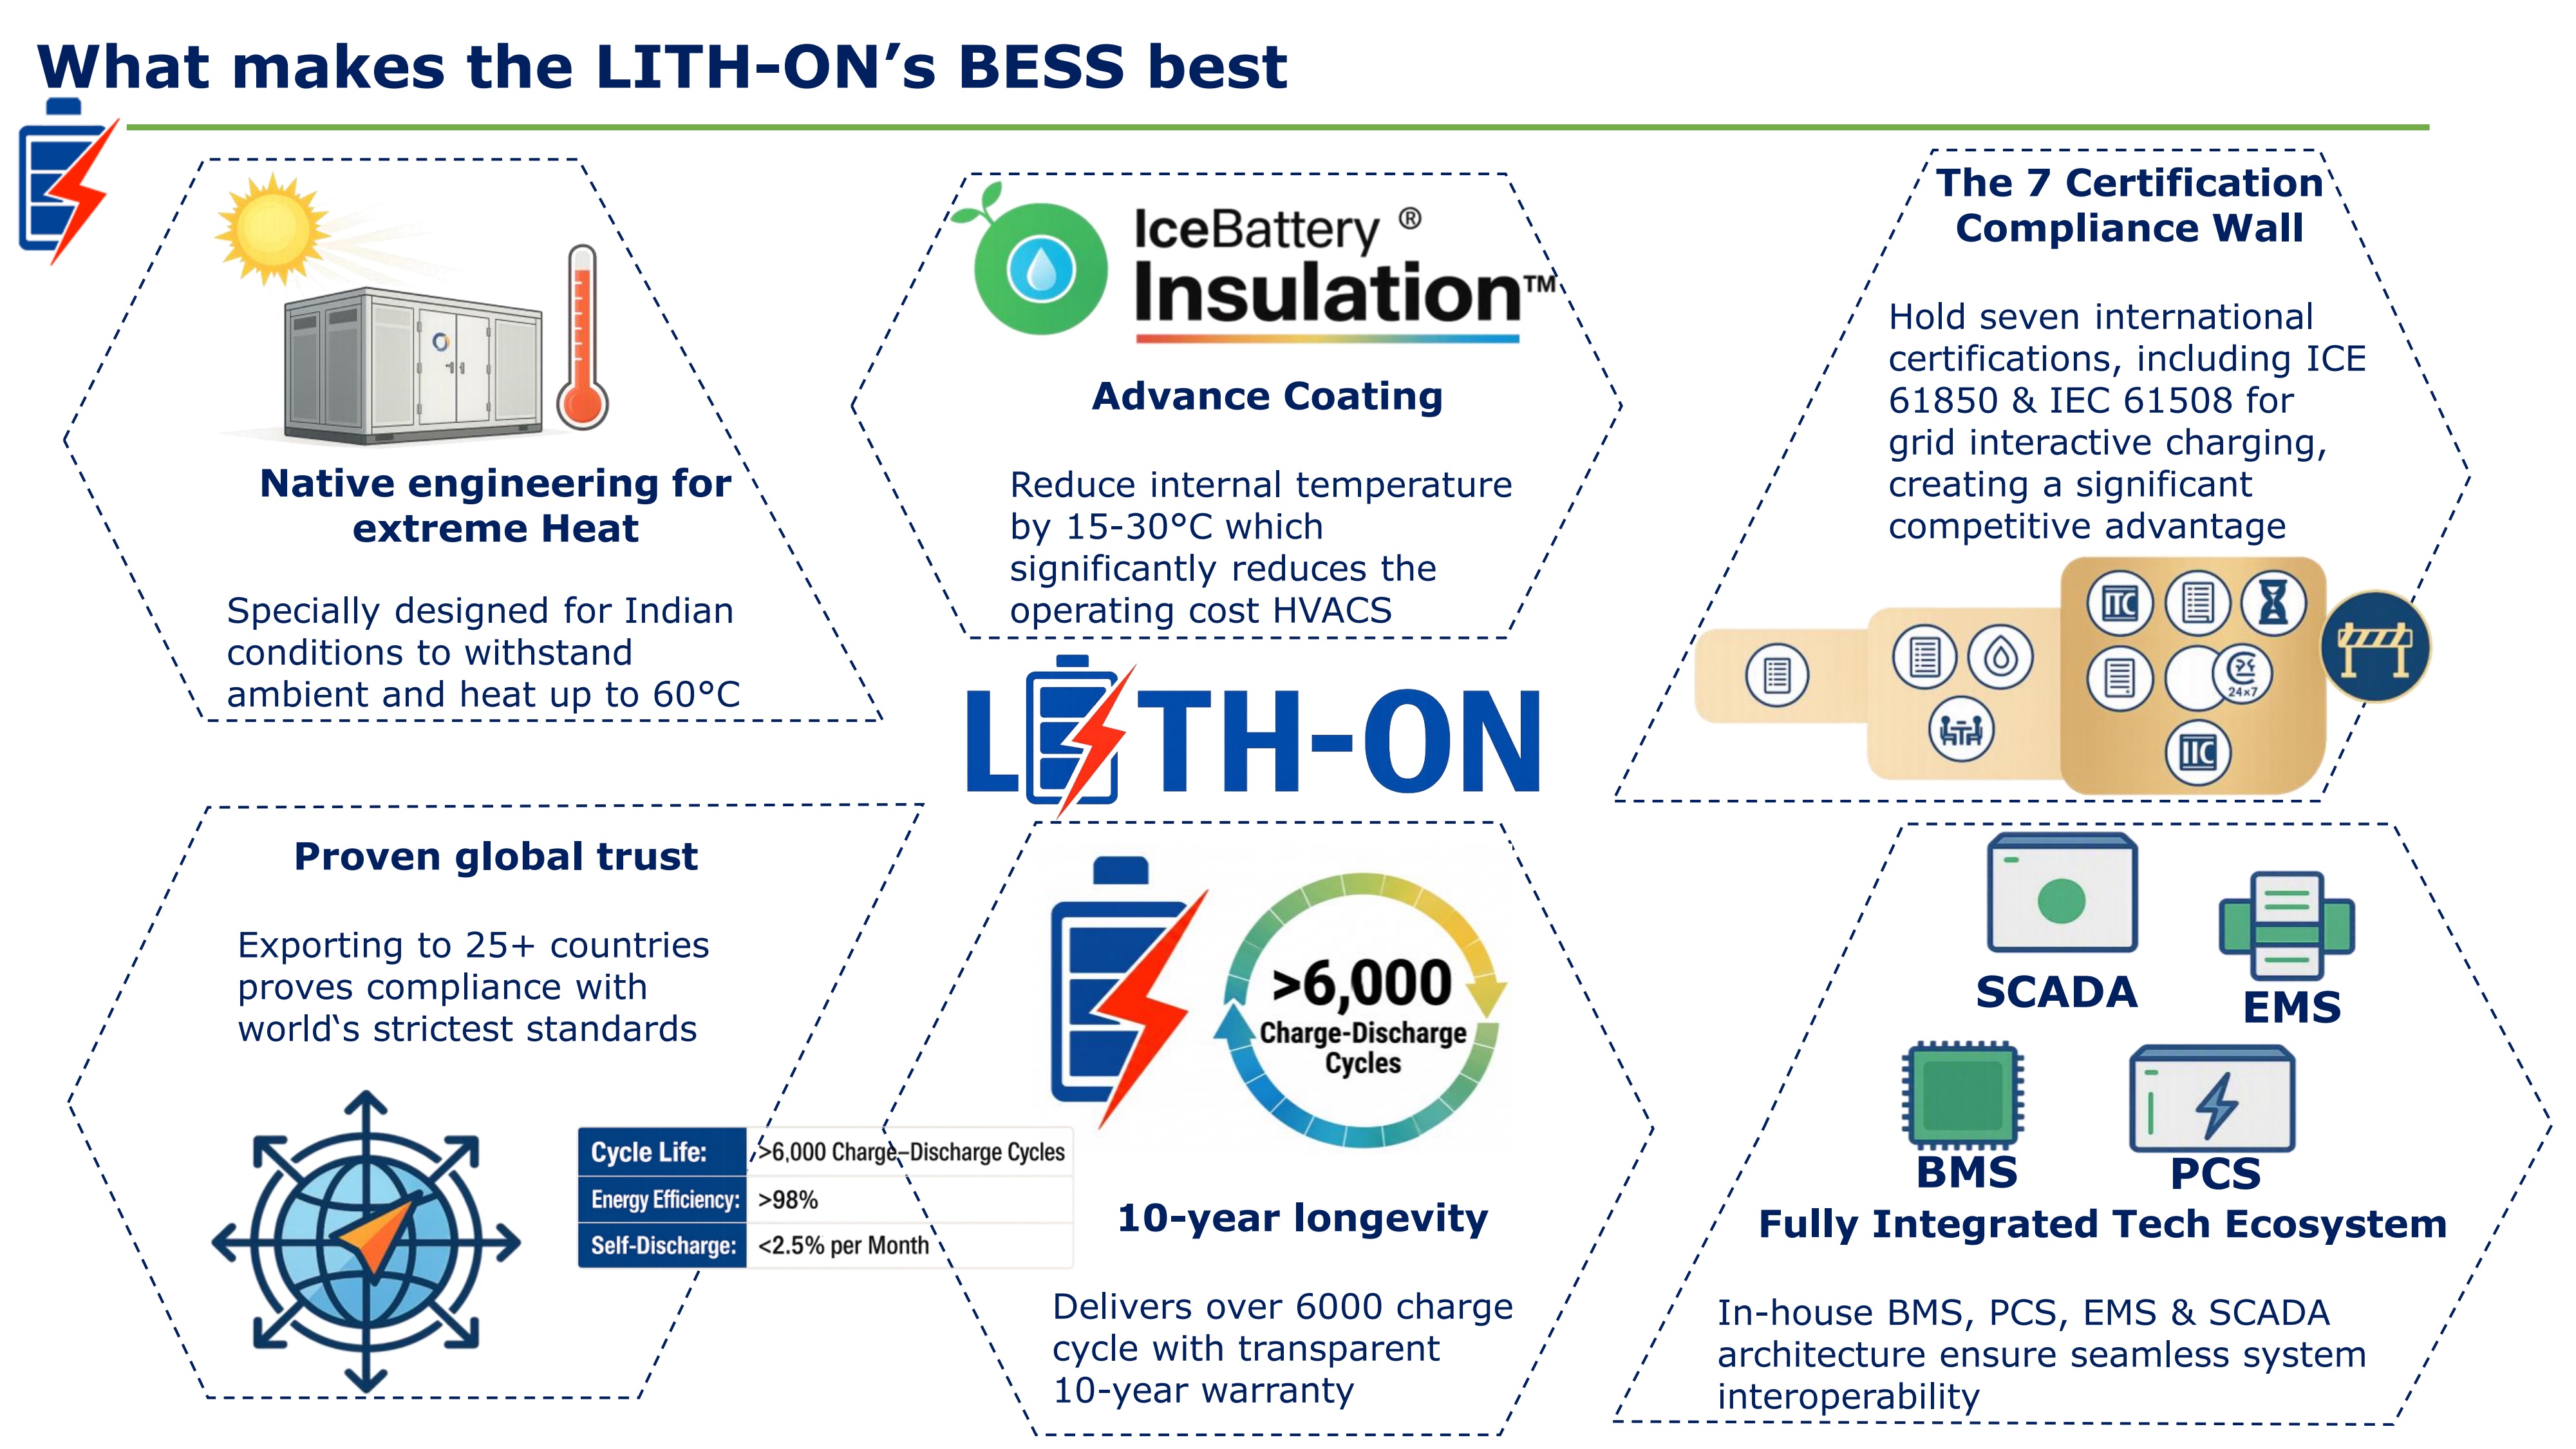 What makes the LITH-ON’s BESS best
Native engineering for
extreme Heat
Specially designed for Indian
conditions to withstand
ambient and heat up to 60°C
IceBattery ®
Insulation™
Advance Coating
Reduce internal temperature
by 15-30°C which
significantly reduces the
operating cost HVACS
The 7 Certification
Compliance Wall
Hold seven international
certifications, including ICE
61850 & IEC 61508 for
grid interactive charging,
creating a significant
competitive advantage
ITC
24x7
IIC
LITH-ON
Proven global trust
Exporting to 25+ countries
proves compliance with
world‘s strictest standards
Cycle Life: >6,000 Charge–Discharge Cycles
Energy Efficiency: >98%
Self-Discharge: <2.5% per Month
>6,000
Charge-Discharge
Cycles
10-year longevity
Delivers over 6000 charge
cycle with transparent
10-year warranty
SCADA
EMS
BMS
PCS
Fully Integrated Tech Ecosystem
In-house BMS, PCS, EMS & SCADA
architecture ensure seamless system
interoperability